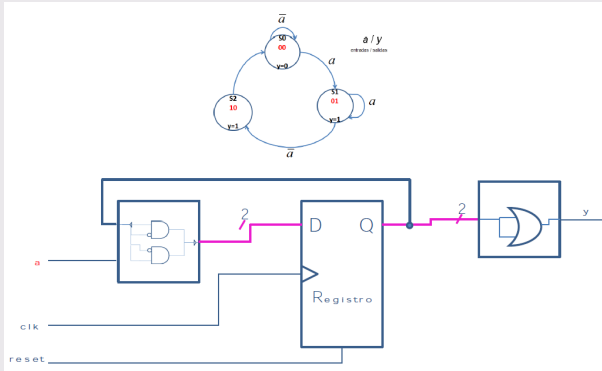 a̅
S0
00
y=0
a / y
entradas / salidas
a
S2
10
y=1
S1
01
y=1
a
a̅
2
2
D
Q
y
a
Registro
clk
reset